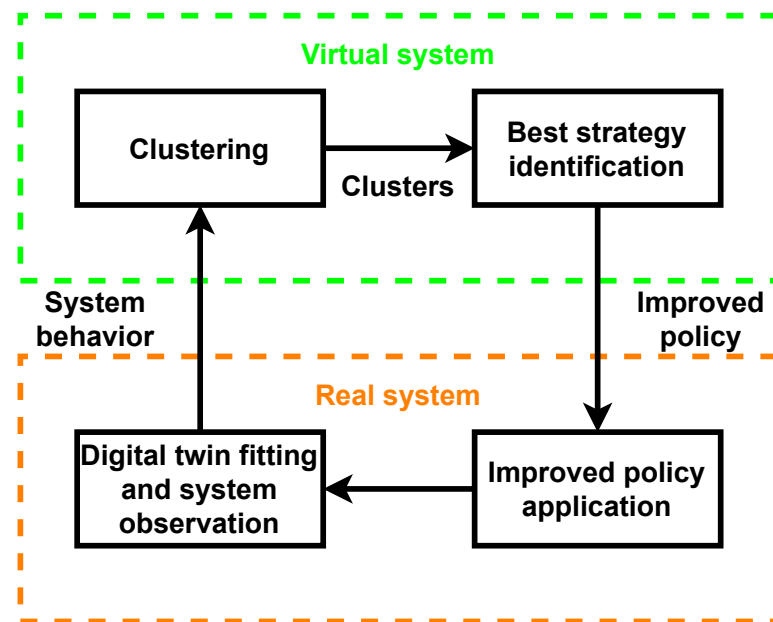 Virtual system
Clustering
Clusters
Best strategy
identification
System
behavior
Improved
policy
Real system
Digital twin fitting
and system
observation
Improved policy
application